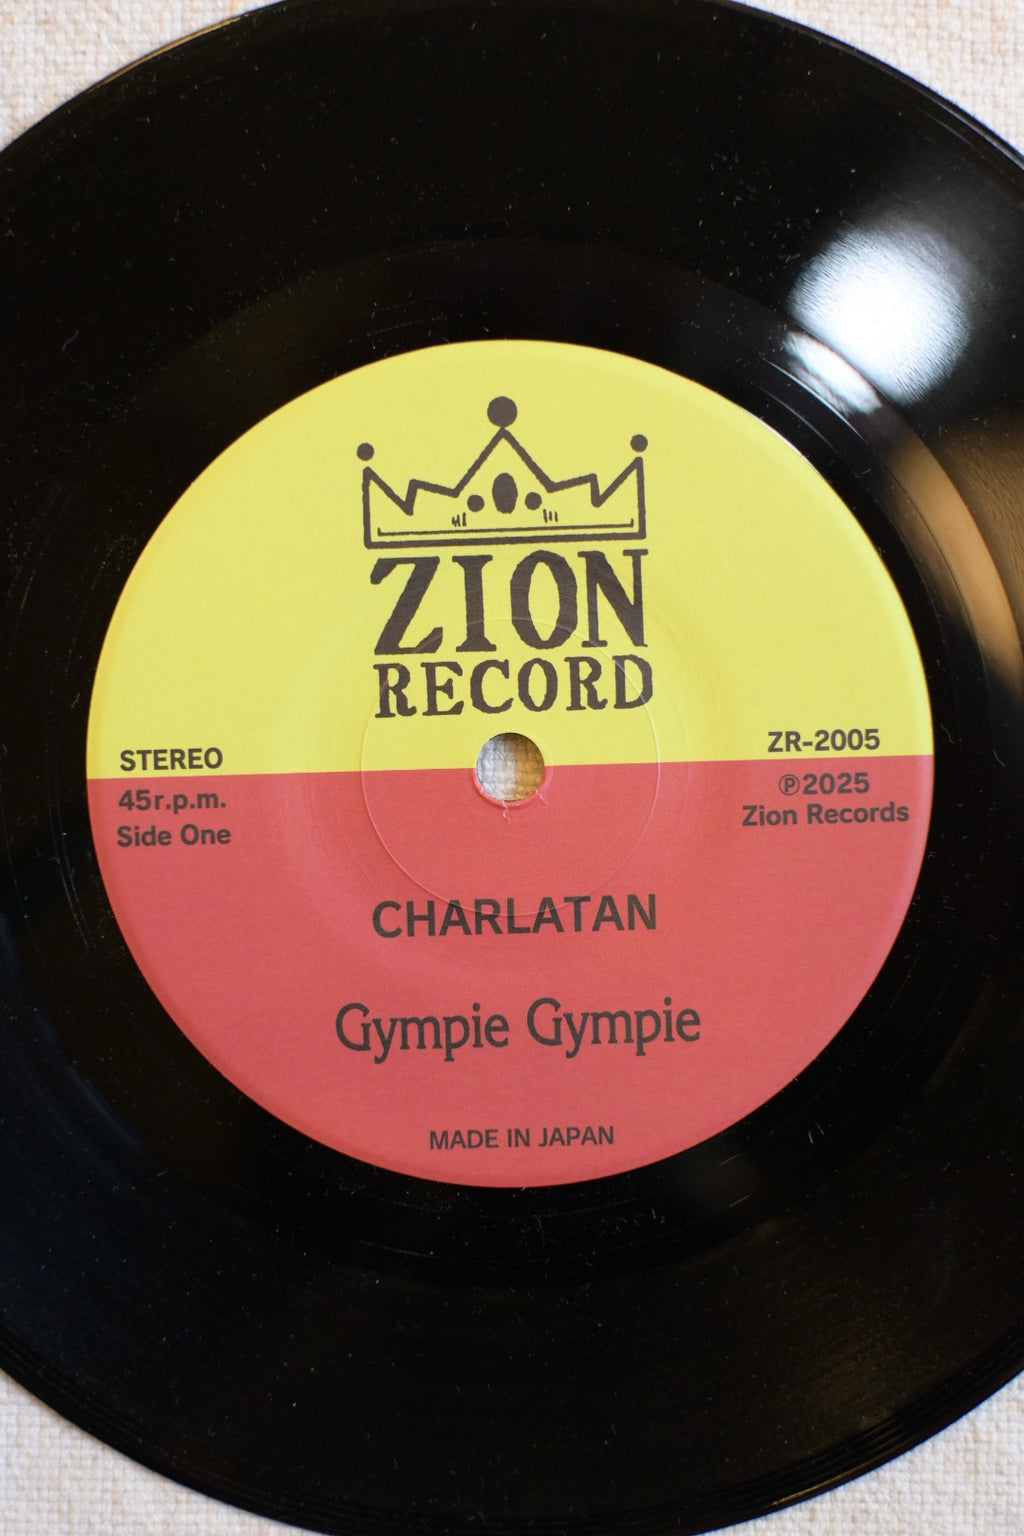 ZION
RECORD
STEREO
45r.p.m.
Side One
ZR-2005
℗2025
Zion Records
CHARLATAN
Gympie Gympie
MADE IN JAPAN